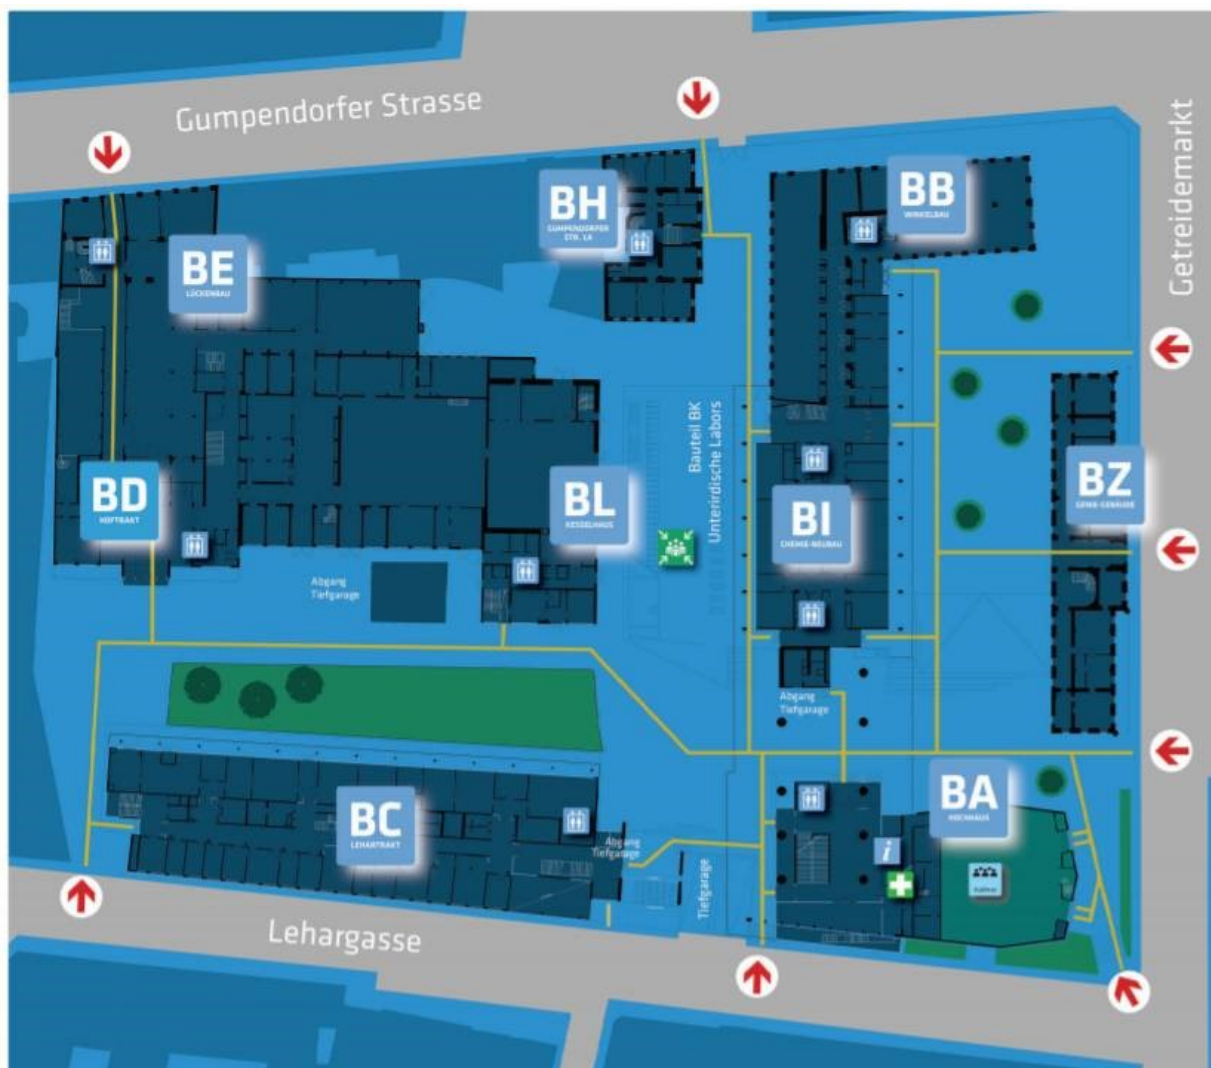 Gumpendorfer Strasse
Getreidemarkt
BH
GUMPENDORFER
STR. 1A
BB
WINKELBAU
BE
LÜCKENBAU
BD
HOFTRAKT
BL
KESSELHAUS
Bauteil BK
Unterirdische Labors
BI
CHEMIE-NEUBAU
BZ
GENIE-GEBÄUDE
Abgang
Tiefgarage
Abgang
Tiefgarage
BC
LEHARTRAKT
BA
HOCHHAUS
i
Abgang
Tiefgarage
Tiefgarage
Lehargasse